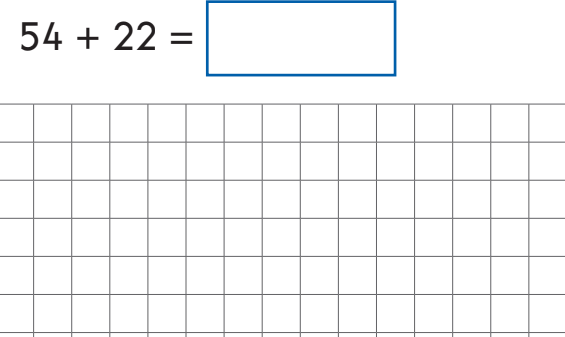 54 + 22 =